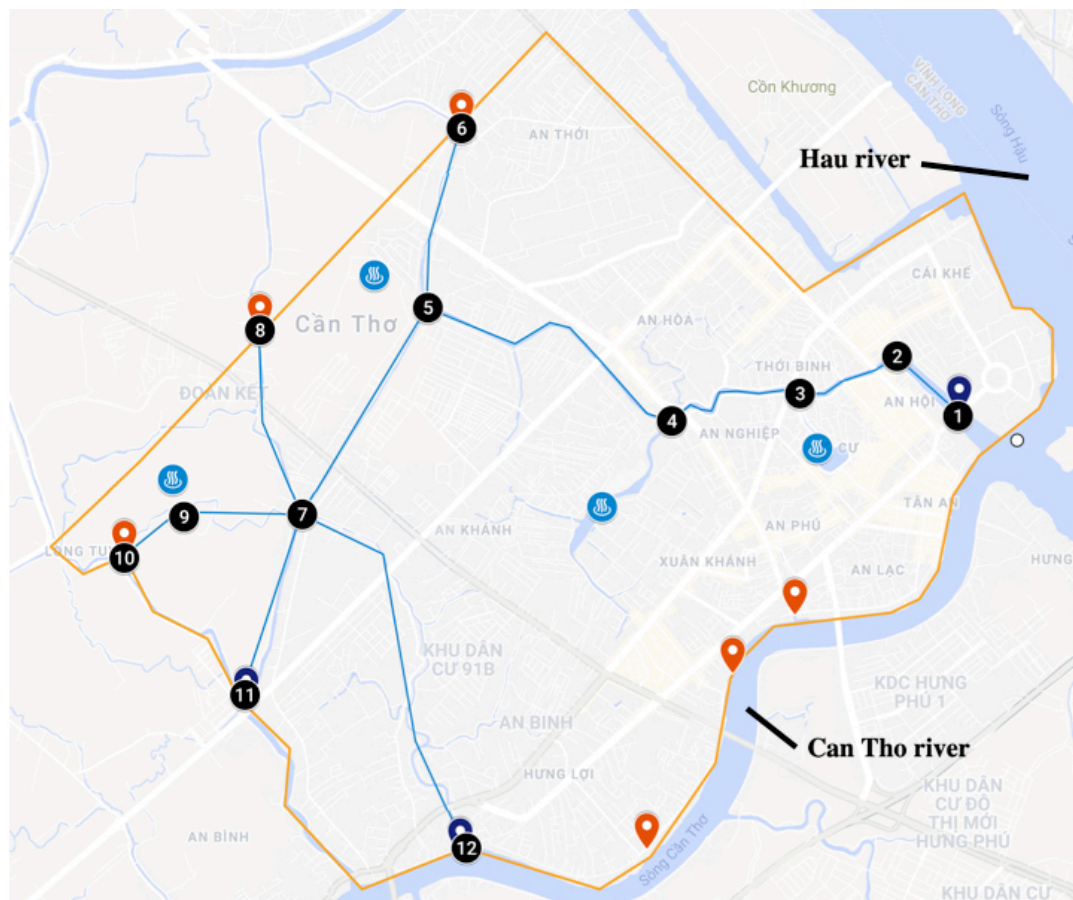 Cồn Khương
VĨNH LONG
CẦN THƠ
Sông Hậu
Hau river
6
AN THỚI
CÁI KHẾ
5
Cần Thơ
8
AN HÒA
THỚI BÌNH
2
ĐOÀN KẾT
3
AN HỘI
1
4
AN NGHIỆP
CƯ
9
7
TÂN AN
AN KHÁNH
AN PHÚ
LONG TU
10
XUÂN KHÁNH
AN LẠC
HƯNG
KHU DÂN
CƯ 91B
11
KDC HƯNG
PHÚ 1
AN BINH
Can Tho river
HƯNG LỢI
KHU DÂN
CƯ ĐÔ
THỊ MỚI
HƯNG PHÚ
AN BÌNH
12
Sông Cần Thơ
KHU DÂN CƯ